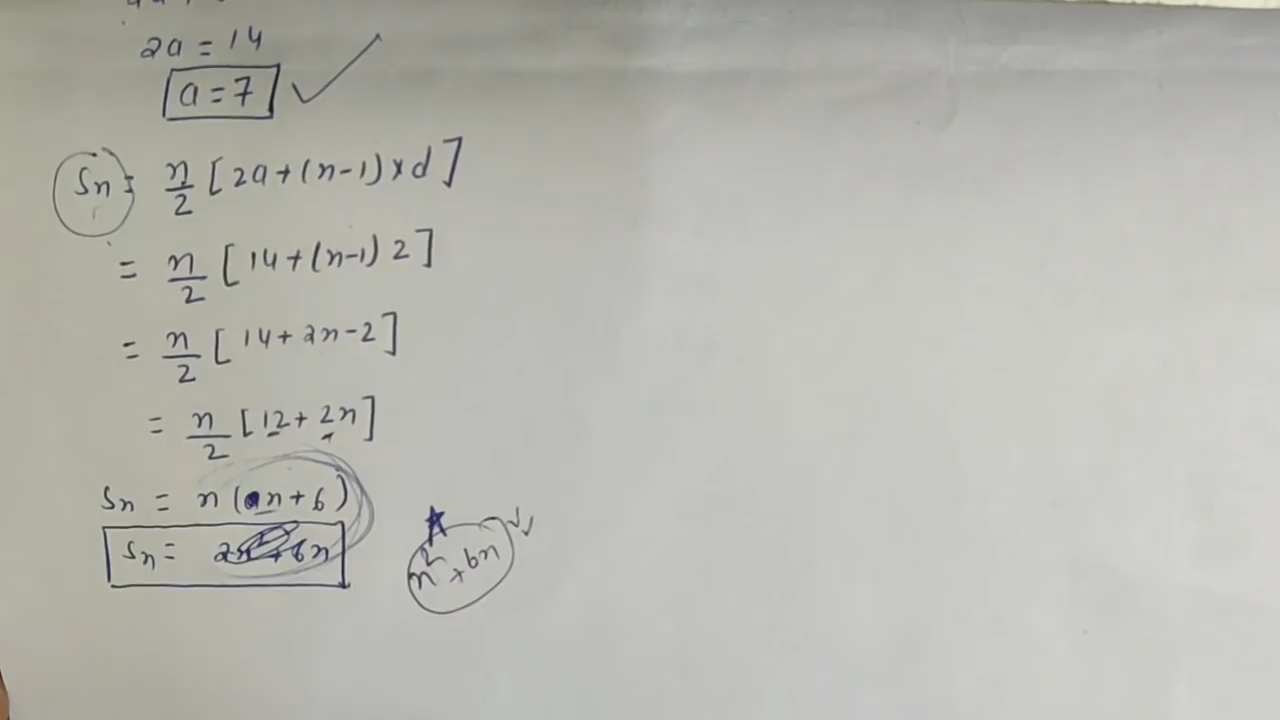 2a = 14
a = 7
Sn = n/2 [2a + (n-1) x d]
= n/2 [14 + (n-1) 2]
= n/2 [14 + 2n - 2]
= n/2 [12 + 2n]
Sn = n (n + 6)
Sn = 2n² + 6n
n² + 6n